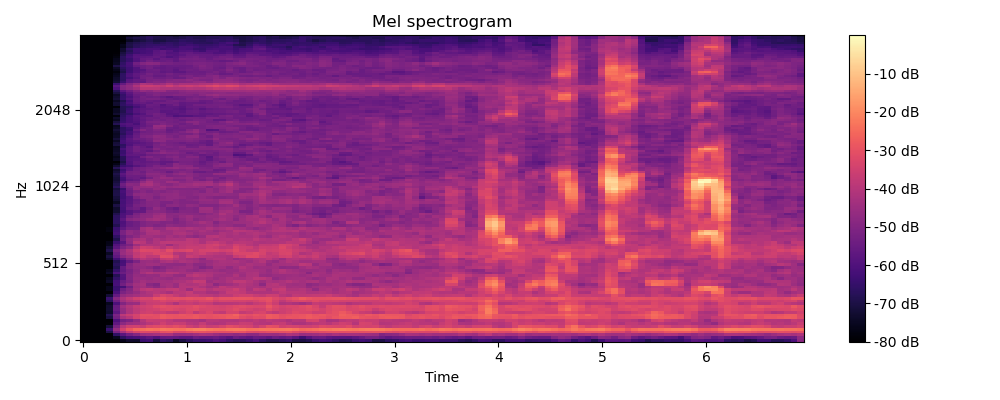 Mel spectrogram
Hz
2048
1024
512
0
0 1 2 3 4 5 6
Time
-10 dB
-20 dB
-30 dB
-40 dB
-50 dB
-60 dB
-70 dB
-80 dB